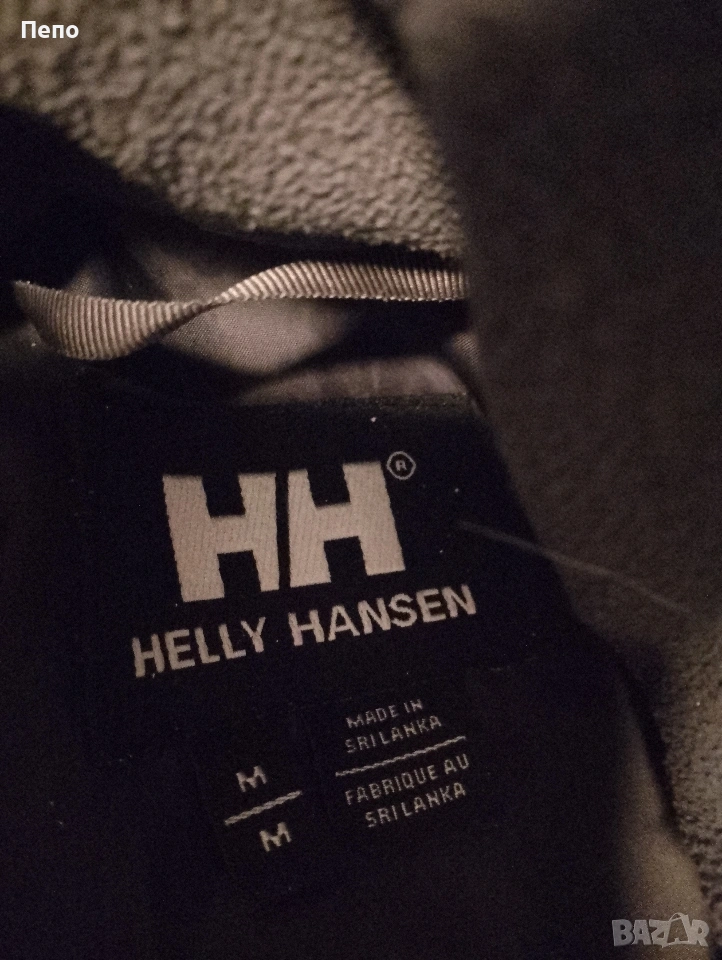 Пепо
HH®
HELLY HANSEN
M
M
MADE IN
SRI LANKA
FABRIQUE AU
SRI LANKA
BAZAR